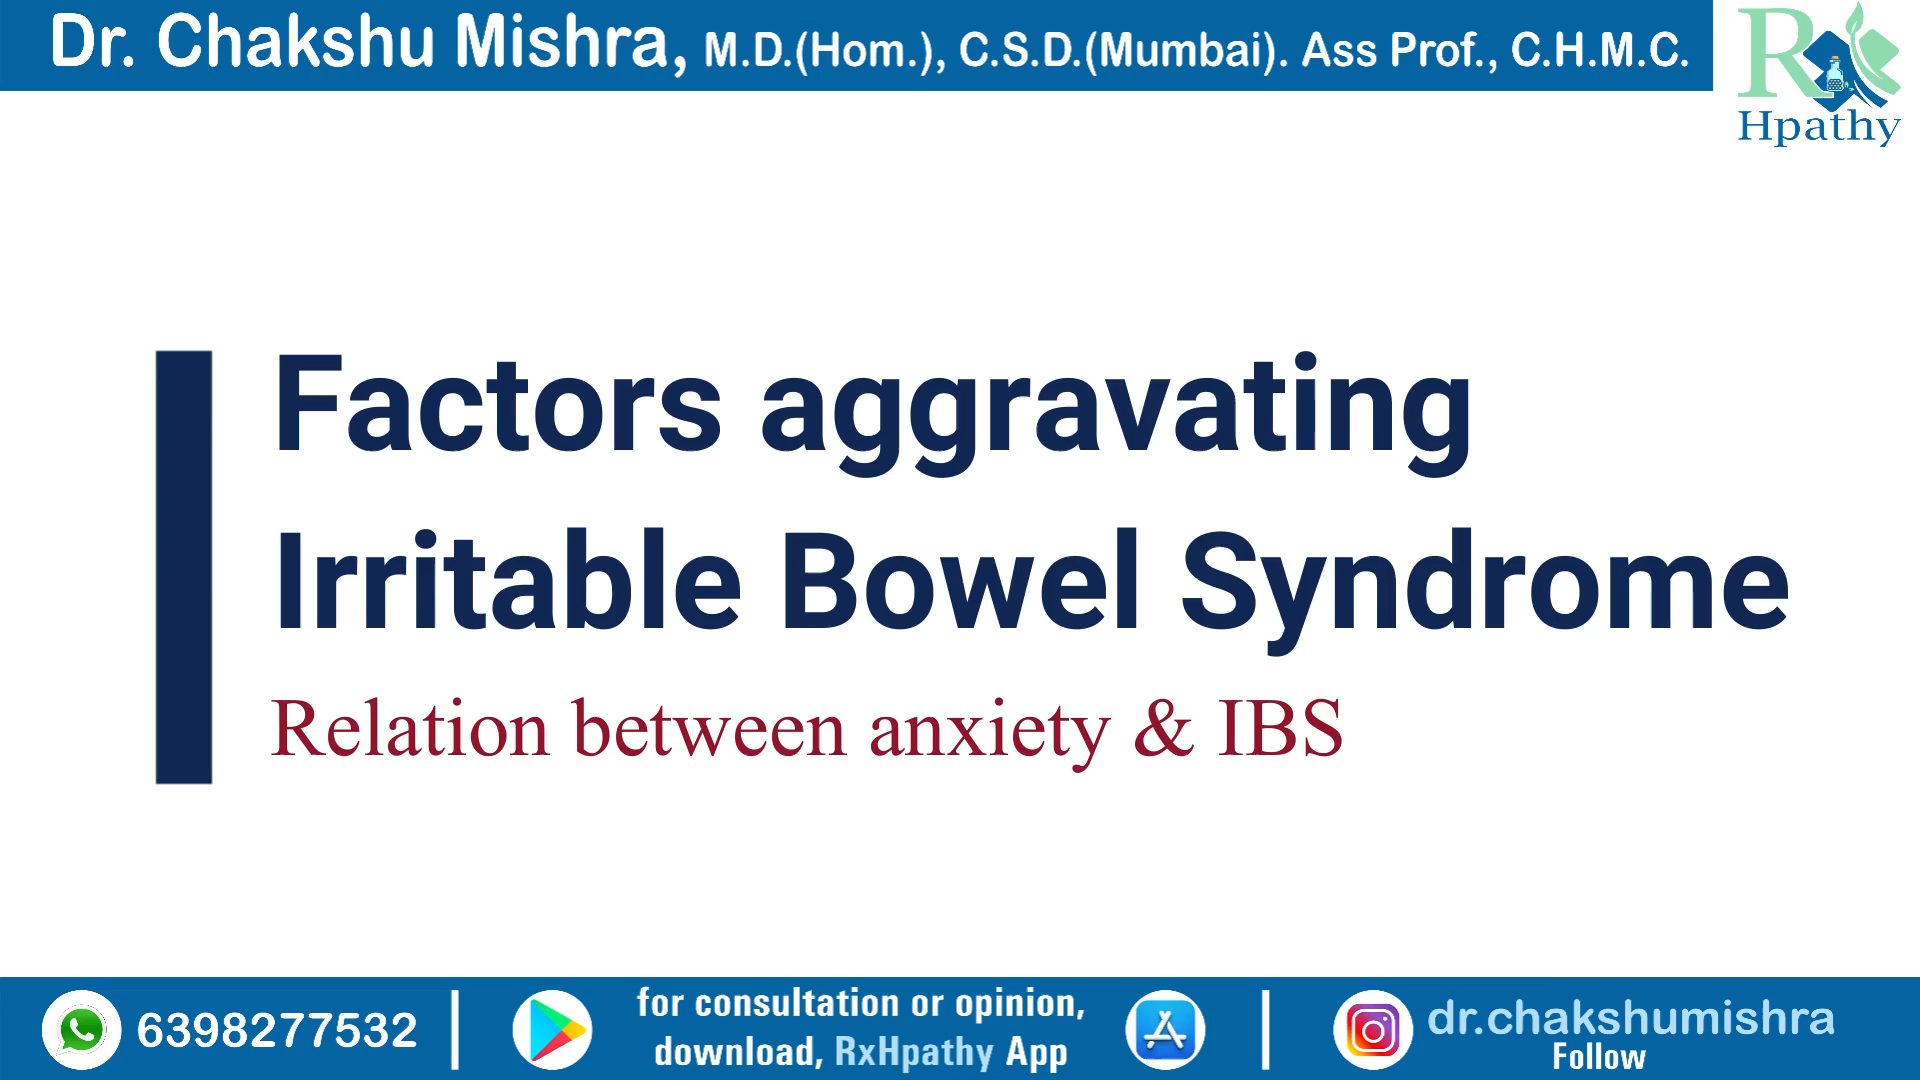 Dr. Chakshu Mishra, M.D.(Hom.), C.S.D.(Mumbai). Ass Prof., C.H.M.C.
Rx
Hpathy
Factors aggravating
Irritable Bowel Syndrome
Relation between anxiety & IBS
6398277532
for consultation or opinion,
download, RxHpathy App
dr.chakshumishra
Follow